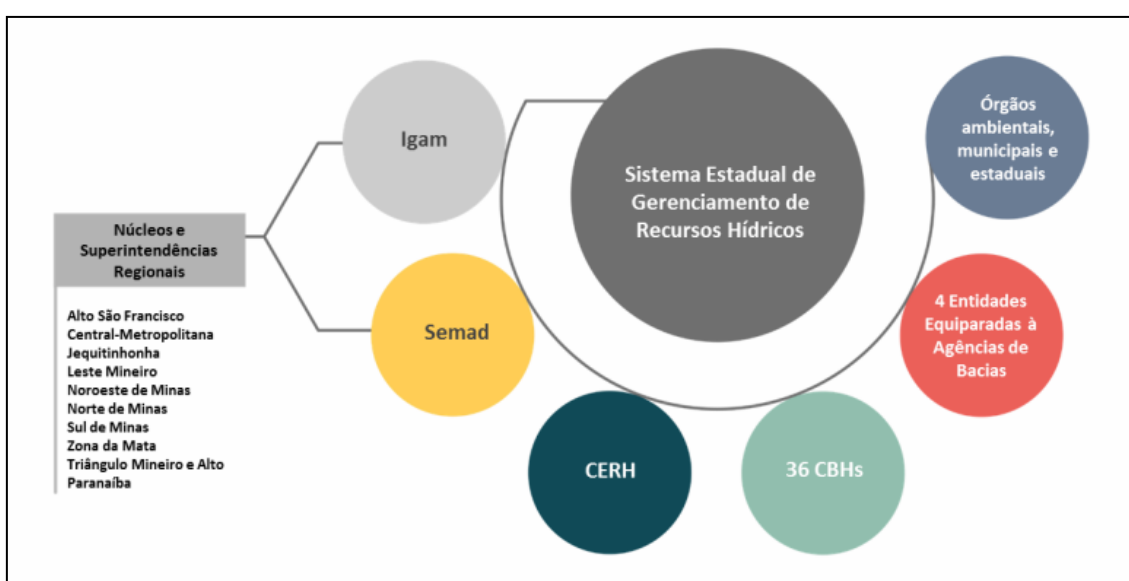 Igam
Sistema Estadual de
Gerenciamento de
Recursos Hídricos
Órgãos
ambientais,
municipais e
estaduais
Núcleos e
Superintendências
Regionais
Alto São Francisco
Central-Metropolitana
Jequitinhonha
Leste Mineiro
Noroeste de Minas
Norte de Minas
Sul de Minas
Zona da Mata
Triângulo Mineiro e Alto
Paranaíba
Semad
4 Entidades
Equiparadas à
Agências de
Bacias
CERH
36 CBHs